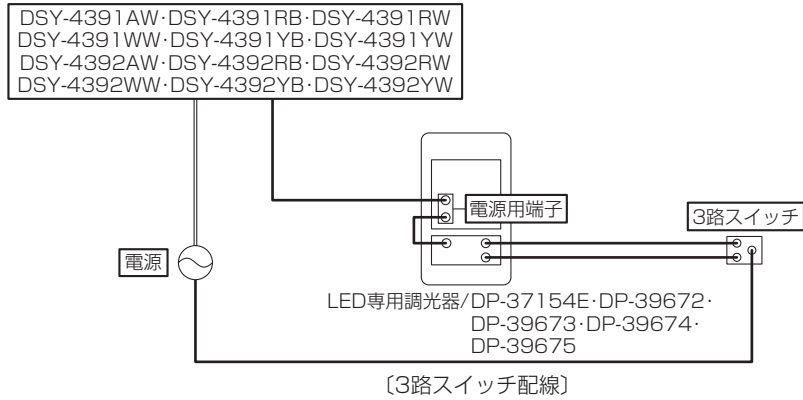 DSY-4391AW・DSY-4391RB・DSY-4391RW
DSY-4391WW・DSY-4391YB・DSY-4391YW
DSY-4392AW・DSY-4392RB・DSY-4392RW
DSY-4392WW・DSY-4392YB・DSY-4392YW
電源用端子
3路スイッチ
電源
LED専用調光器/DP-37154E・DP-39672・
DP-39673・DP-39674・
DP-39675
〔3路スイッチ配線〕